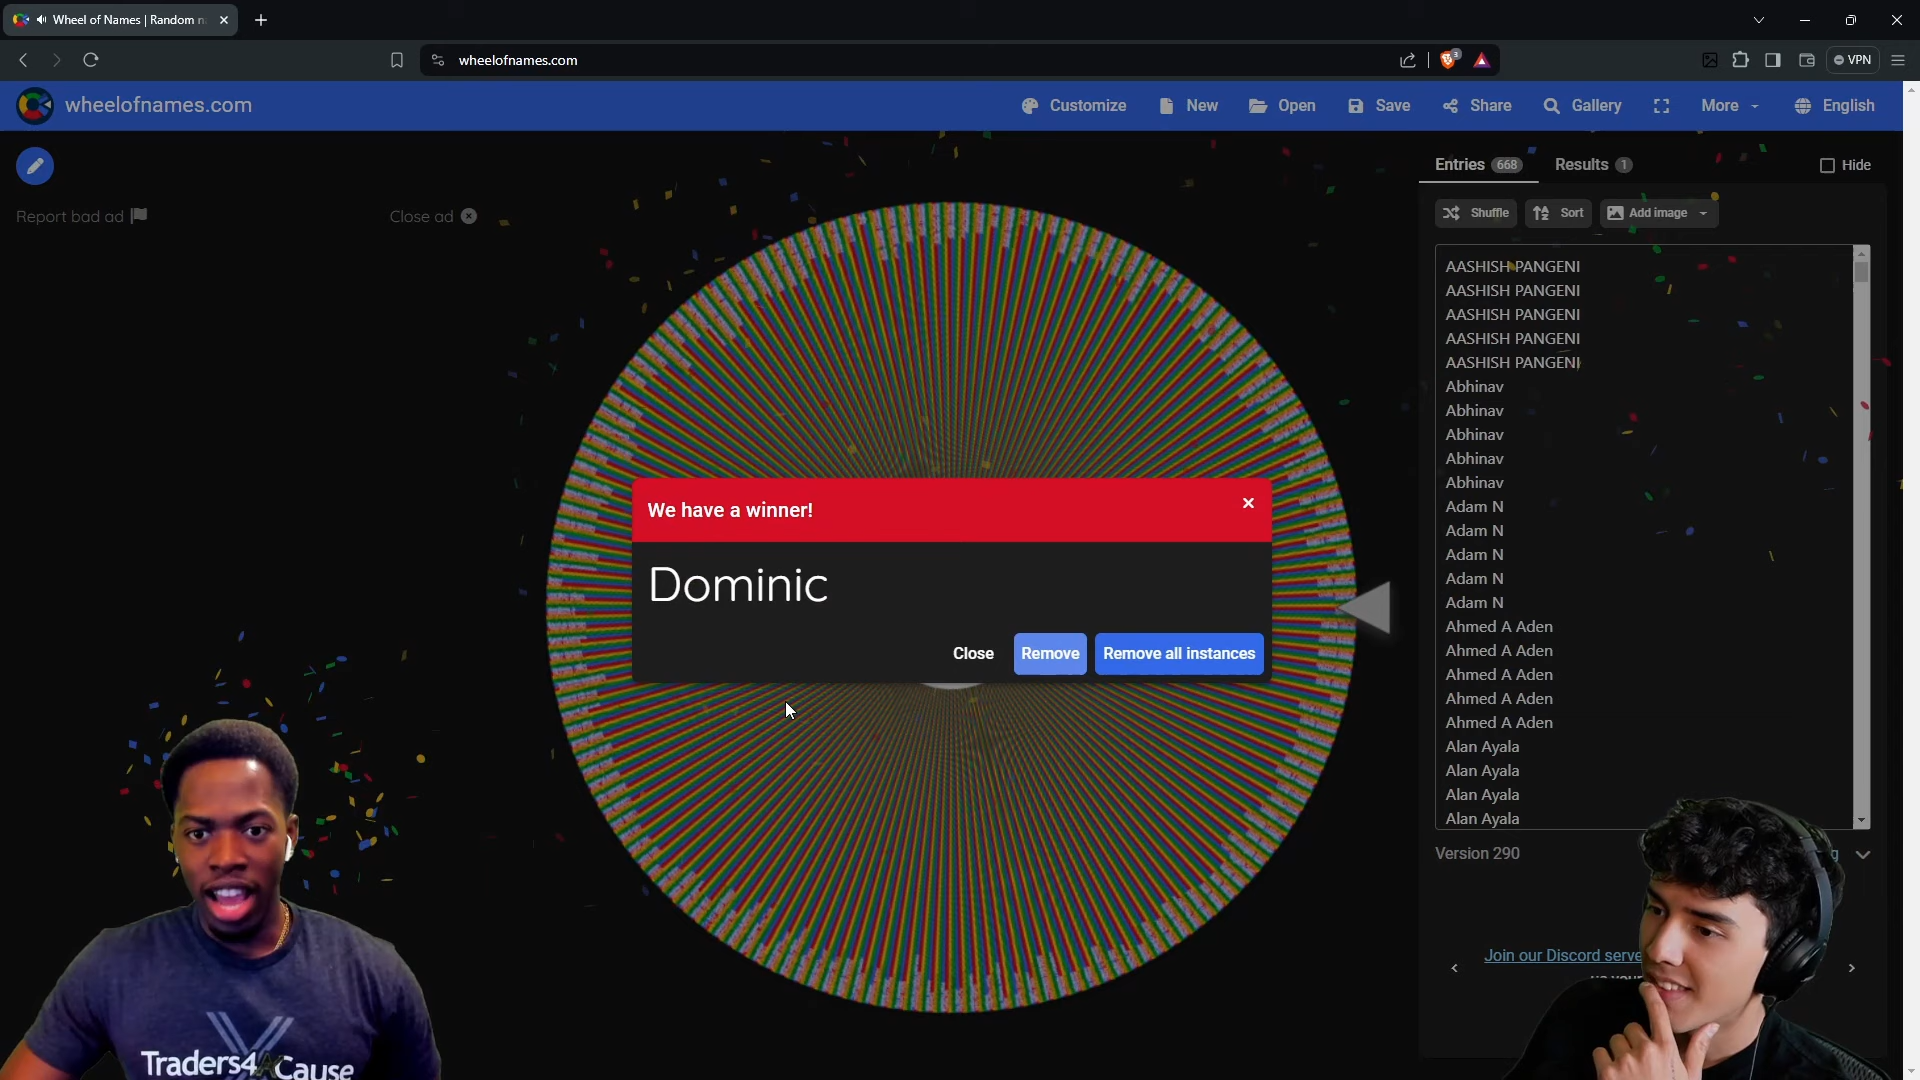 Wheel of Names | Random n
wheelofnames.com
VPN
wheelofnames.com
Customize
New
Open
Save
Share
Gallery
More
English
Report bad ad
Close ad
Entries 668
Results 1
Hide
Shuffle
Sort
Add image
AASHISH PANGENI
AASHISH PANGENI
AASHISH PANGENI
AASHISH PANGENI
AASHISH PANGENI
Abhinav
Abhinav
Abhinav
Abhinav
Abhinav
Adam N
Adam N
Adam N
Adam N
Adam N
Ahmed A Aden
Ahmed A Aden
Ahmed A Aden
Ahmed A Aden
Ahmed A Aden
Alan Ayala
Alan Ayala
Alan Ayala
Alan Ayala
We have a winner!
Dominic
Close
Remove
Remove all instances
Version 290
g
Join our Discord serve
Traders4ACause